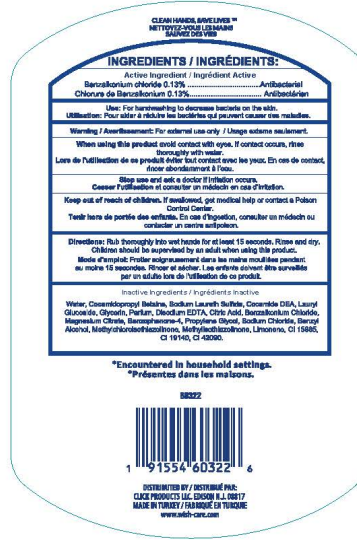 CLEAN HANDS, SAVE LIVES ™
NETTOYEZ-VOUS LES MAINS
SAUVEZ DES VIES
INGREDIENTS / INGRÉDIENTS:
Active Ingredient / Ingrédient Active
Benzalkonium chloride 0.13% ................................Antibacterial
Chlorure de Benzalkonium 0.13%................................ Antibactérien
Use: For handwashing to decrease bacteria on the skin.
Utilisation: Pour aider à réduire les bactéries qui peuvent causer des maladies.
Warning / Avertissement: For external use only / Usage externe seulement.
When using this product avoid contact with eyes. If contact occurs, rinse
thoroughly with water.
Lors de l'utilisation de ce produit éviter tout contact avec les yeux. En cas de contact,
rincer abondamment à l'eau.
Stop use and ask a doctor if irritation occurs.
Cesser l'utilisation et consulter un médecin en cas d'irritation.
Keep out of reach of children. If swallowed, get medical help or contact a Poison
Control Center.
Tenir hors de portée des enfants. En cas d'ingestion, consulter un médecin ou
contacter un centre antipoison.
Directions: Rub thoroughly into wet hands for at least 15 seconds. Rinse and dry.
Children should be supervised by an adult when using this product.
Mode d'emploi: Frotter soigneusement dans les mains mouillées pendant
au moins 15 secondes. Rincer et sécher. Les enfants doivent être surveillés
par un adulte lors de l'utilisation de ce produit.
Inactive Ingredients / Ingrédients Inactive
Water, Cocamidopropyl Betaine, Sodium Laureth Sulfate, Cocamide DEA, Lauryl
Glucoside, Glycerin, Parfum, Disodium EDTA, Citric Acid, Benzalkonium Chloride,
Magnesium Citrate, Benzophenone-4, Propylene Glycol, Sodium Chloride, Benzyl
Alcohol, Methylchloroisothiazolinone, Methylisothiazolinone, Limonene, CI 15985,
CI 19140, CI 42090.
*Encountered in household settings.
*Présentes dans les maisons.
B8322
1 91554 60322 6
DISTRIBUTED BY / DISTRIBUÉ PAR:
CLICK PRODUCTS LLC. EDISON N.J. 08817
MADE IN TURKEY / FABRIQUÉ EN TURQUIE
www.wish-care.com